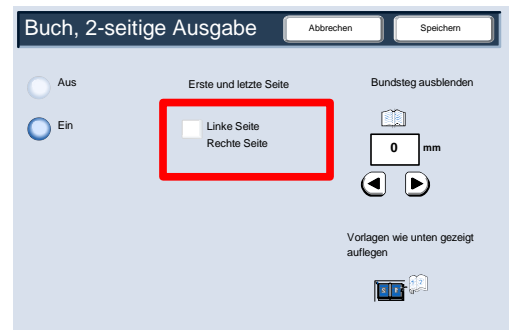 Buch, 2-seitige Ausgabe
Abbrechen
Speichern
Aus
Ein
Erste und letzte Seite
Linke Seite
Rechte Seite
Bundsteg ausblenden
0 mm
Vorlagen wie unten gezeigt
auflegen